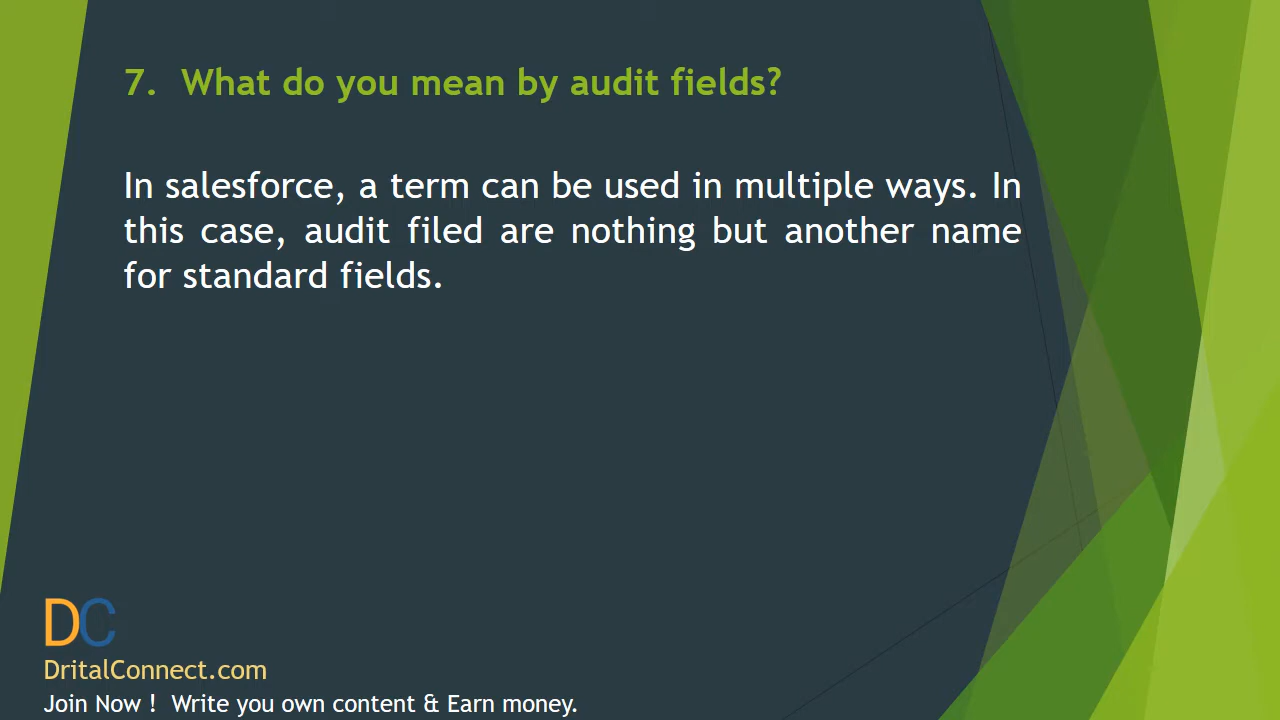 7. What do you mean by audit fields?
In salesforce, a term can be used in multiple ways. In
this case, audit filed are nothing but another name
for standard fields.
DC
DritalConnect.com
Join Now ! Write you own content & Earn money.